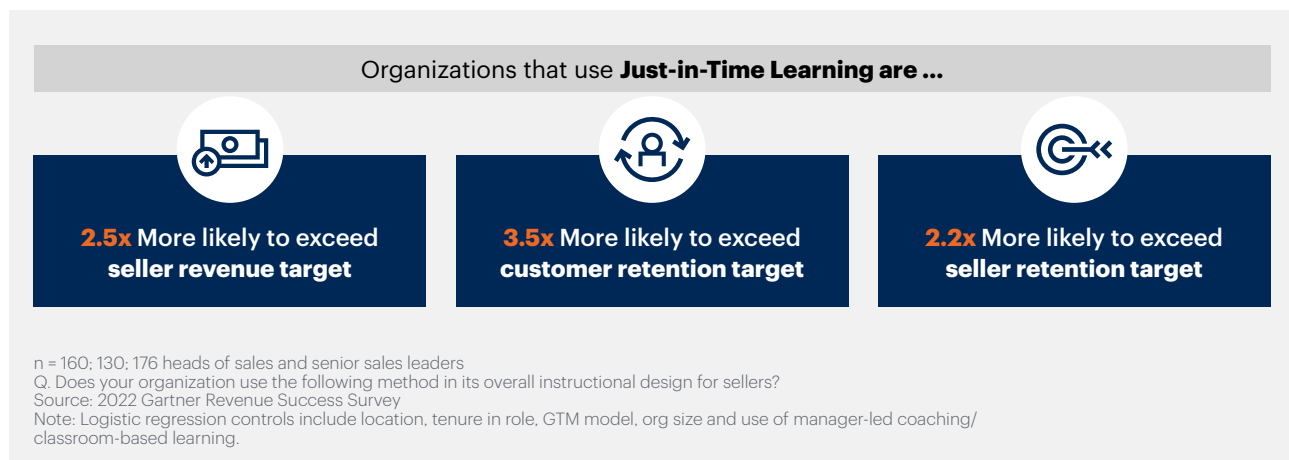 Organizations that use Just-in-Time Learning are ...
2.5x More likely to exceed
seller revenue target
3.5x More likely to exceed
customer retention target
2.2x More likely to exceed
seller retention target
n = 160; 130; 176 heads of sales and senior sales leaders
Q. Does your organization use the following method in its overall instructional design for sellers?
Source: 2022 Gartner Revenue Success Survey
Note: Logistic regression controls include location, tenure in role, GTM model, org size and use of manager-led coaching/
classroom-based learning.